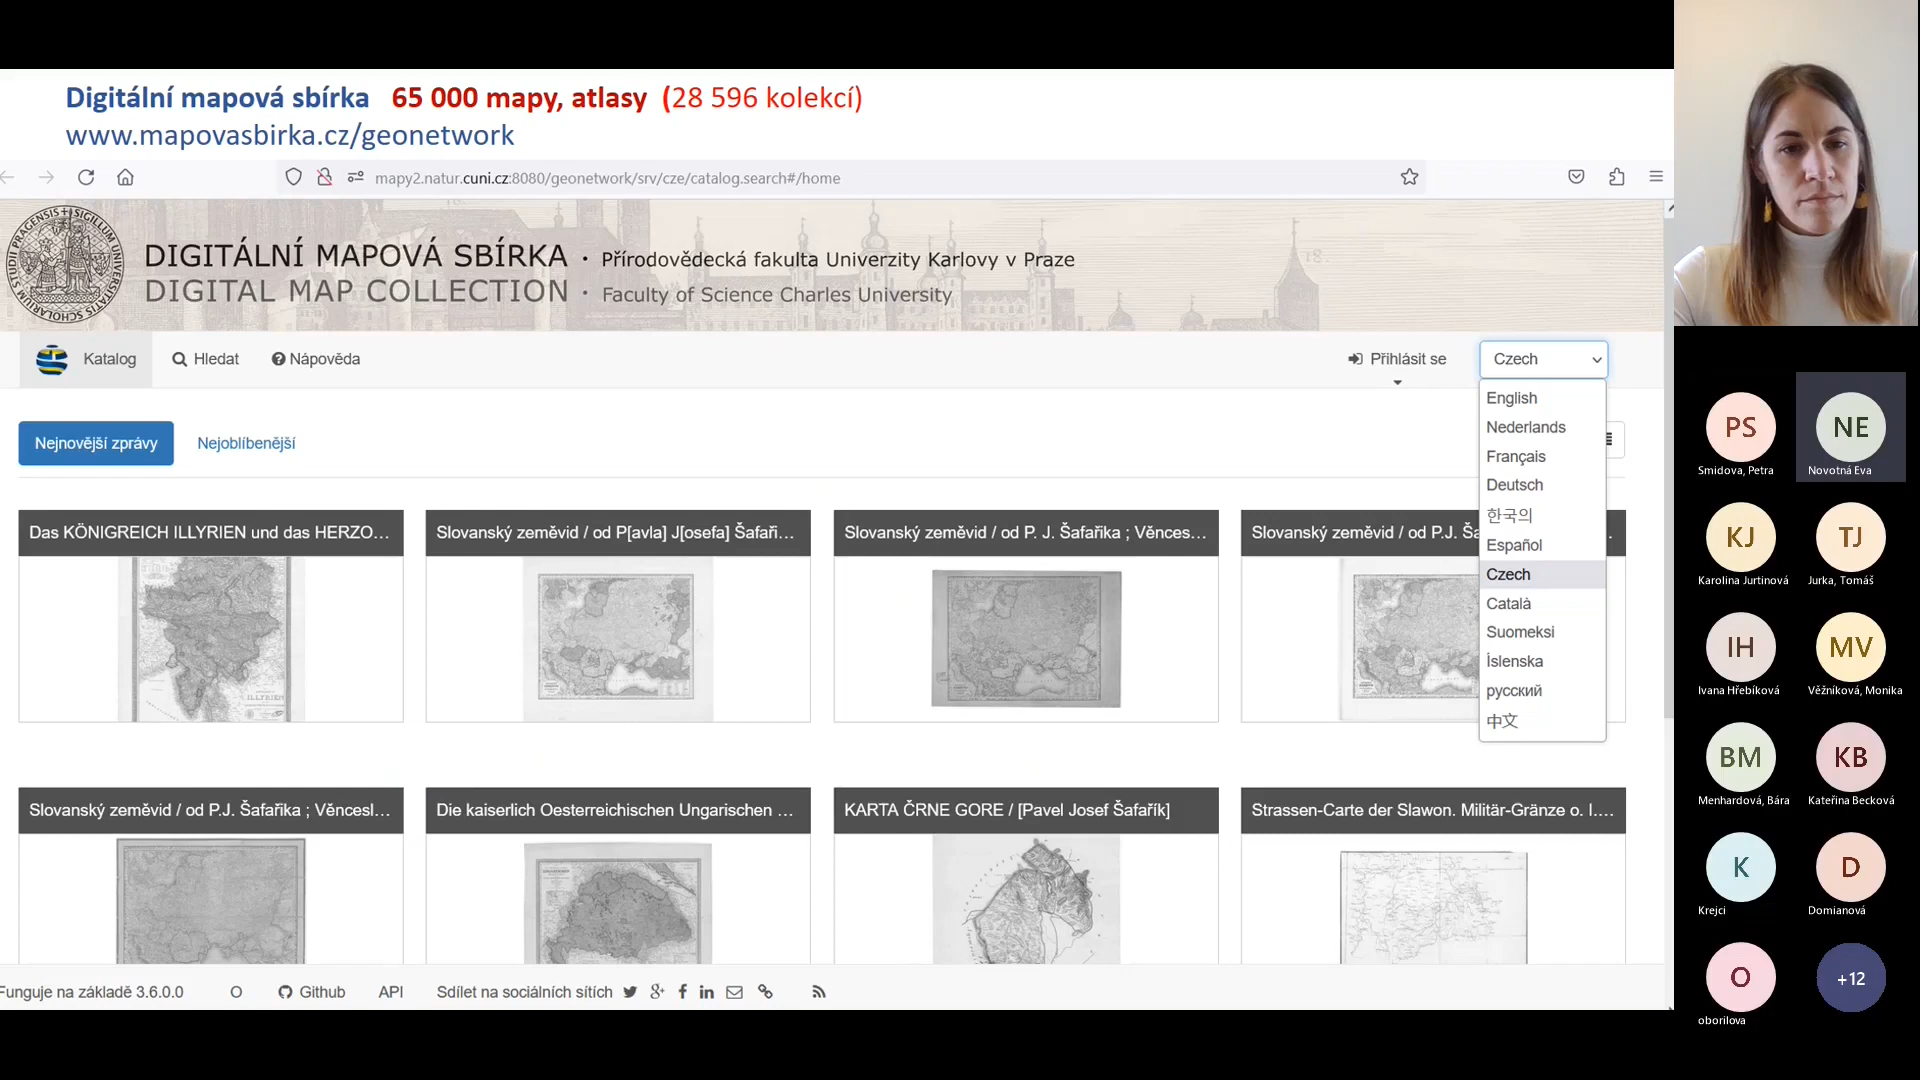 Digitální mapová sbírka 65 000 mapy, atlasy (28 596 kolekcí)
www.mapovasbirka.cz/geonetwork
mapy2.natur.cuni.cz:8080/geonetwork/srv/cze/catalog.search#/home
DIGITÁLNÍ MAPOVÁ SBÍRKA · Přírodovědecká fakulta Univerzity Karlovy v Praze
DIGITAL MAP COLLECTION · Faculty of Science Charles University
Katalog Hledat Nápověda Přihlásit se Czech
English
Nederlands
Français
Deutsch
한국의
Español
Czech
Català
Suomeksi
Íslenska
русский
中文
Nejnovější zprávy Nejoblíbenější
Das KÖNIGREICH ILLYRIEN und das HERZO...
Slovanský zeměvid / od P[avla] J[osefa] Šafaří...
Slovanský zeměvid / od P. J. Šafařika ; Věnces...
Slovanský zeměvid / od P.J. Ša
Slovanský zeměvid / od P.J. Šafařika ; Věncesl...
Die kaiserlich Oesterreichischen Ungarischen ...
KARTA ČRNE GORE / [Pavel Josef Šafařík]
Strassen-Carte der Slawon. Militär-Gränze o. I....
Funguje na základě 3.6.0.0 O Github API Sdílet na sociálních sítích
PS NE
Smidova, Petra Novotná Eva
KJ TJ
Karolina Jurtinová Jurka, Tomáš
IH MV
Ivana Hřebíková Věžníková, Monika
BM KB
Menhardová, Bára Kateřina Becková
K D
Krejci Domianová
O +12
oborilova